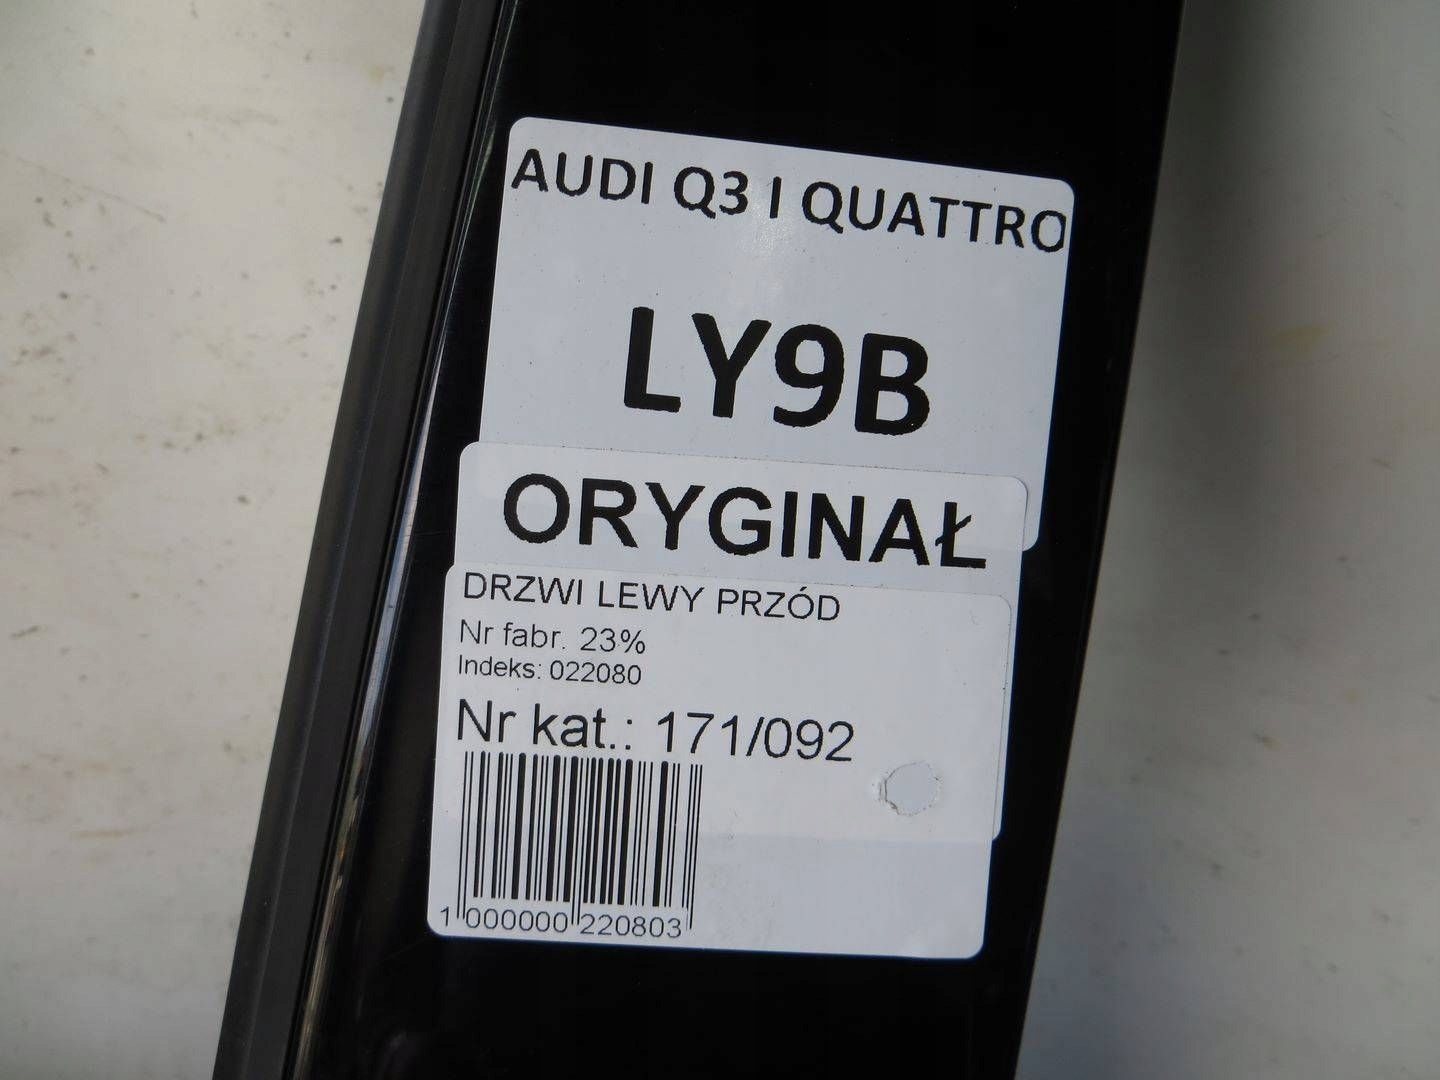 AUDI Q3 I QUATTRO
LY9B
ORYGINAŁ
DRZWI LEWY PRZÓD
Nr fabr. 23%
Indeks: 022080
Nr kat.: 171/092
1 000000 220803